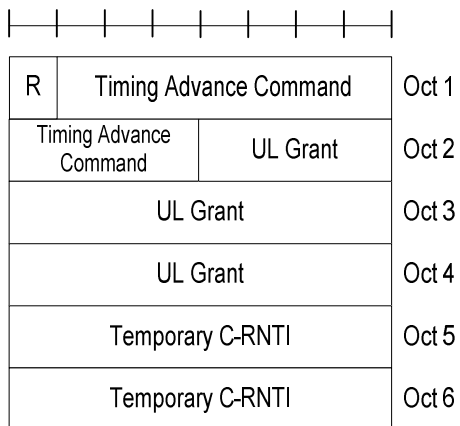 R Timing Advance Command Oct 1
Timing Advance
Command UL Grant Oct 2
UL Grant Oct 3
UL Grant Oct 4
Temporary C-RNTI Oct 5
Temporary C-RNTI Oct 6